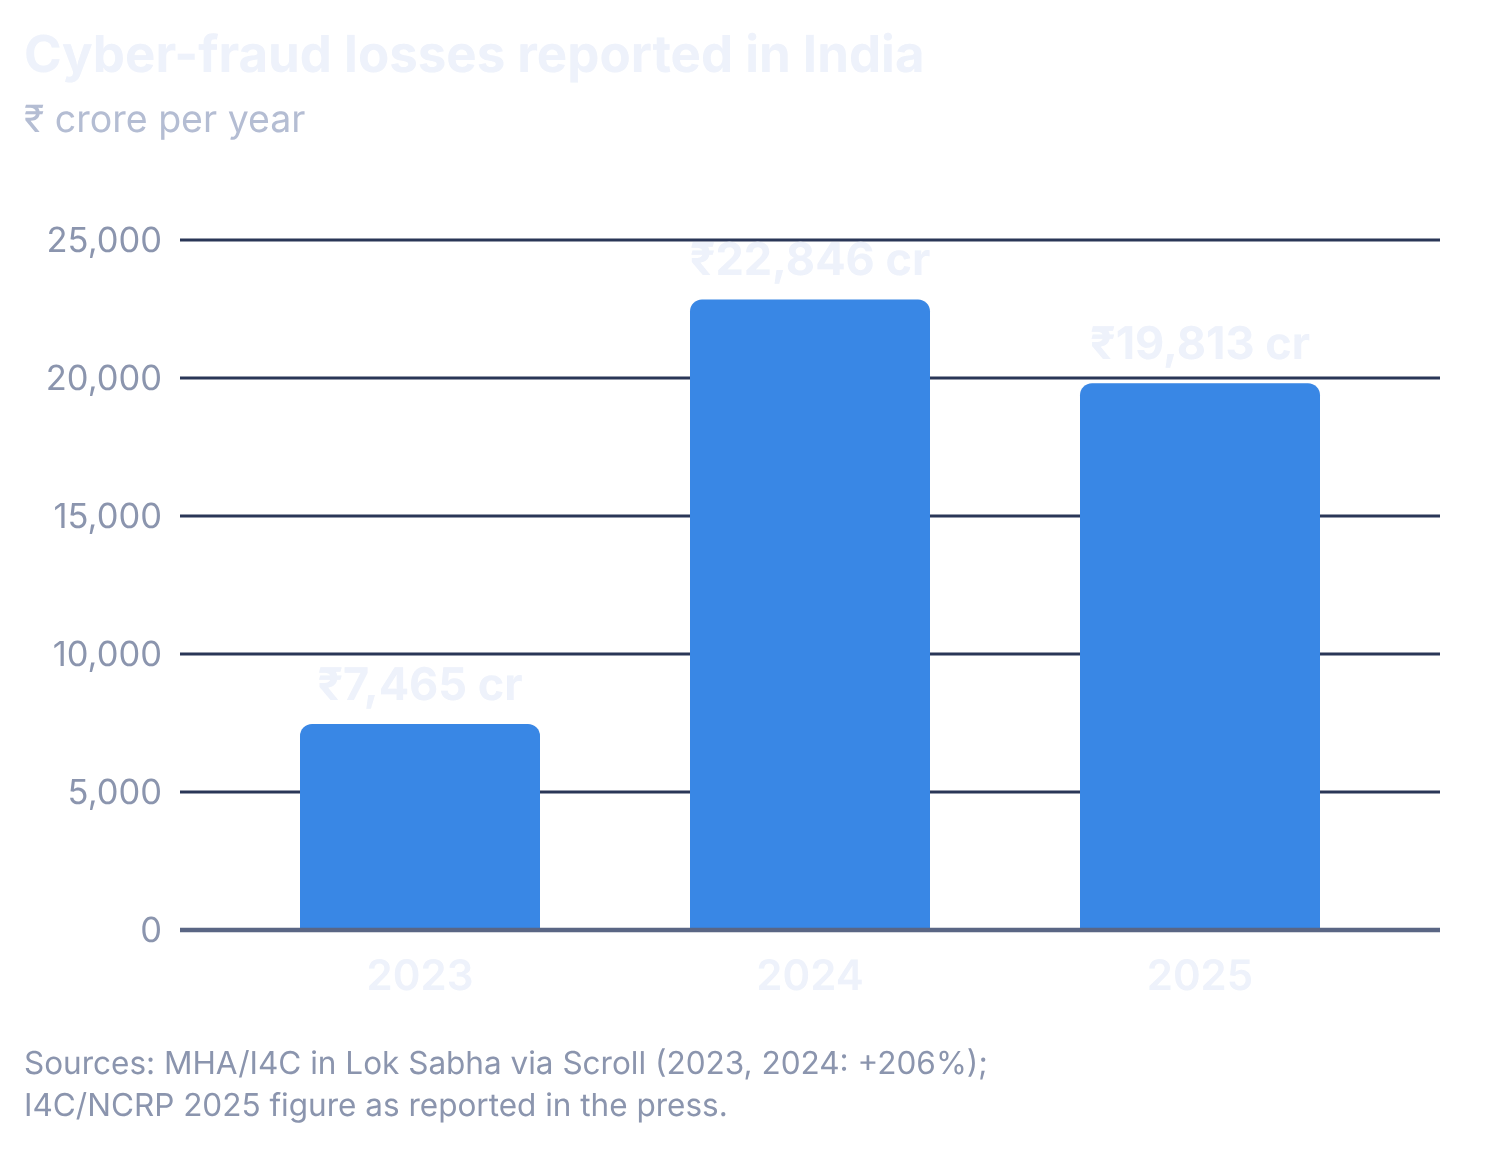 Cyber-fraud losses reported in India
₹ crore per year
25,000
₹22,846 cr
₹19,813 cr
20,000
15,000
10,000
₹7,465 cr
5,000
0
2023 2024 2025
Sources: MHA/I4C in Lok Sabha via Scroll (2023, 2024: +206%);
I4C/NCRP 2025 figure as reported in the press.